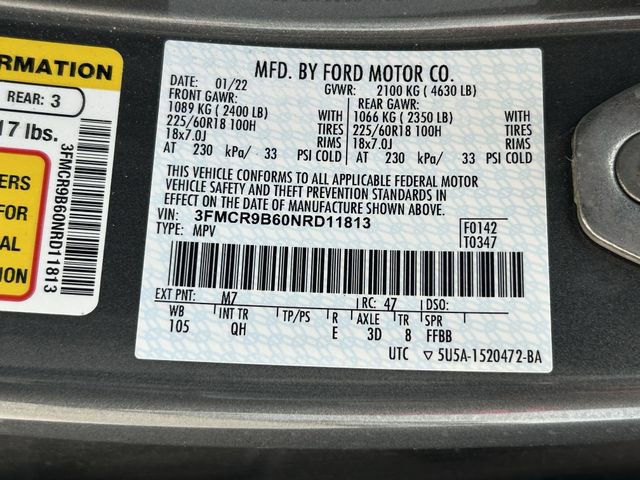 RMATION
REAR: 3
17 lbs.
3FMCR9B60NRD11813
ERS
FOR
AL
TION
MFD. BY FORD MOTOR CO.
DATE: 01/22 GVWR: 2100 KG ( 4630 LB)
FRONT GAWR: REAR GAWR:
1089 KG ( 2400 LB) 1066 KG ( 2350 LB)
225/60R18 100H TIRES 225/60R18 100H TIRES
18x7.0J RIMS 18x7.0J RIMS
AT 230 kPa/ 33 PSI COLD AT 230 kPa/ 33 PSI COLD
THIS VEHICLE CONFORMS TO ALL APPLICABLE FEDERAL MOTOR
VEHICLE SAFETY AND THEFT PREVENTION STANDARDS IN
EFFECT ON THE DATE OF MANUFACTURE SHOWN ABOVE.
VIN: 3FMCR9B60NRD11813
TYPE: MPV
F0142
T0347
EXT PNT: M7 RC: 47 DSO:
WB INT TR TP/PS R AXLE TR SPR
105 QH E 3D 8 FFBB
UTC ▽ 5U5A-1520472-BA